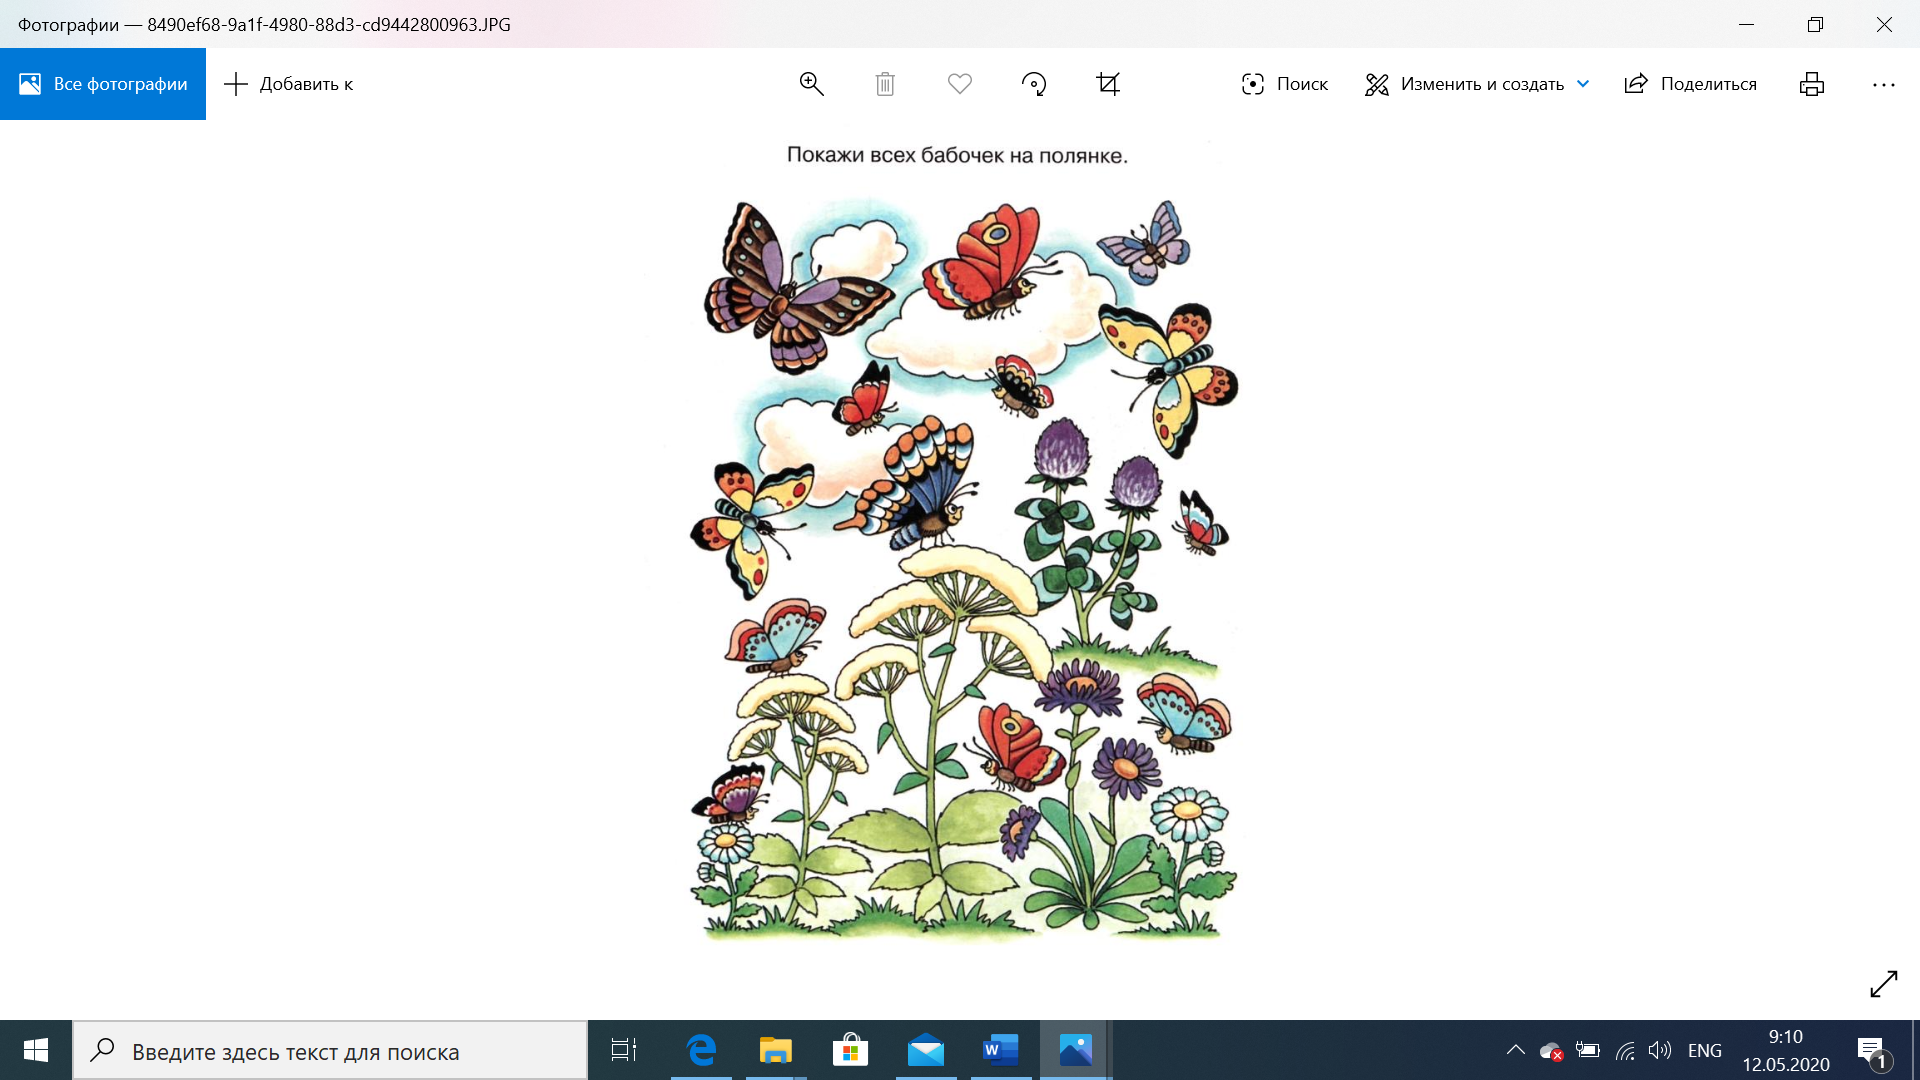 Фотографии — 8490ef68-9a1f-4980-88d3-cd9442800963.JPG
Все фотографии
Добавить к
Поиск
Изменить и создать
Поделиться
Покажи всех бабочек на полянке.
Введите здесь текст для поиска
W
ENG
9:10
12.05.2020
1